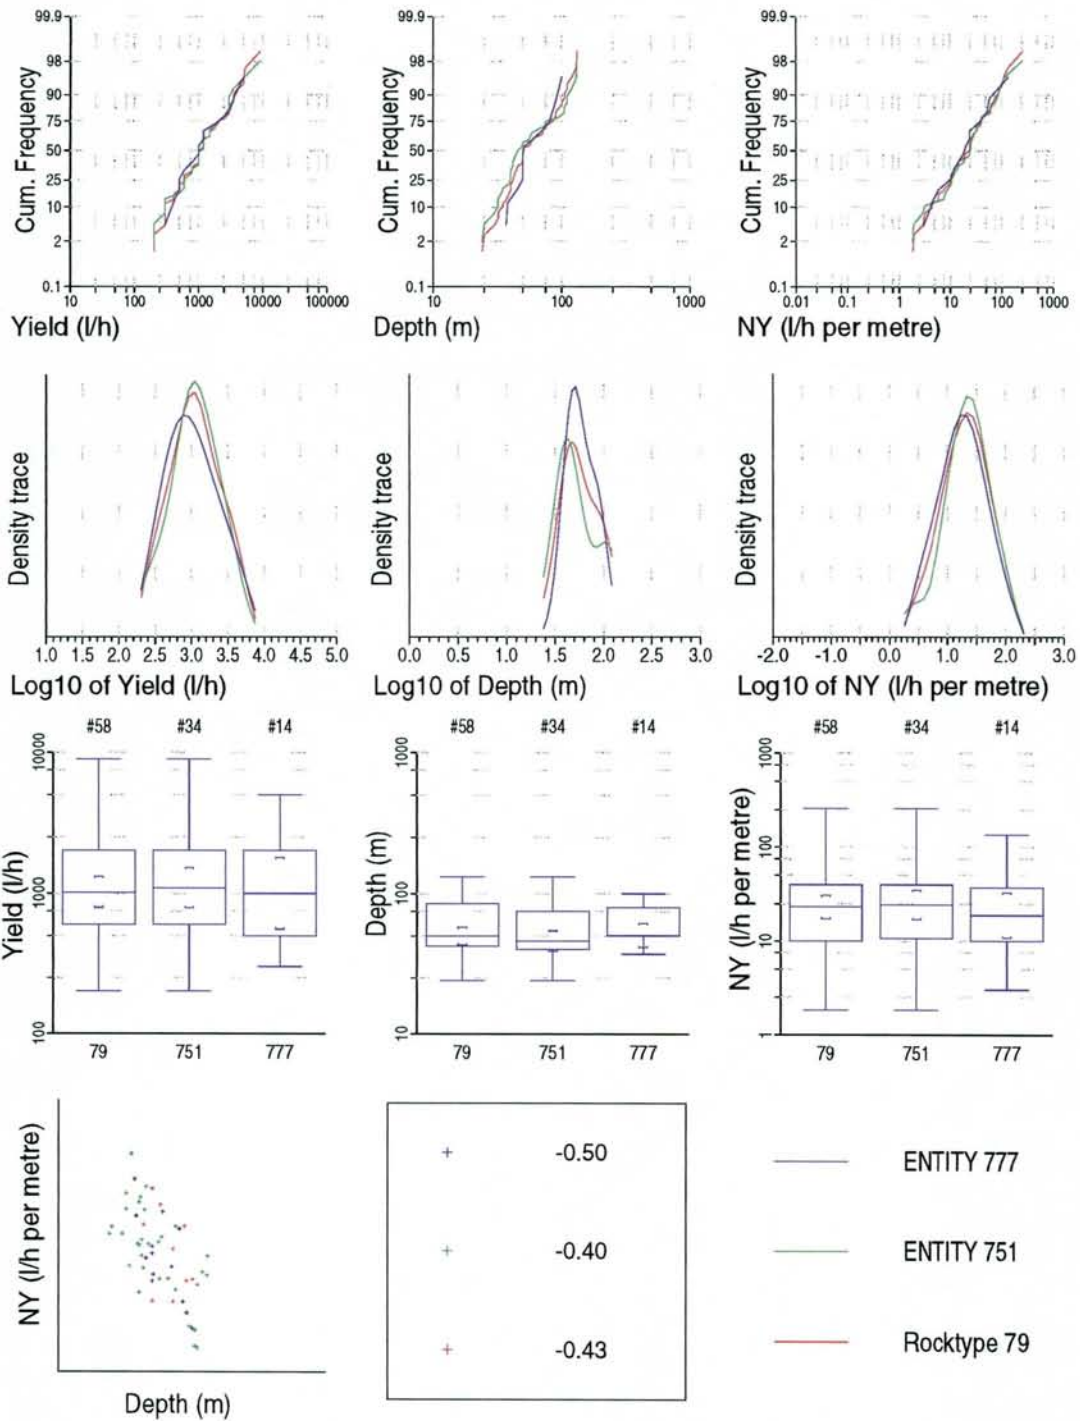 99.9 99.9 99.9
98 98 98
90 90 90
75 75 75
50 50 50
25 25 25
10 10 10
2 2 2
0.1 0.1 0.1
Cum. Frequency Cum. Frequency Cum. Frequency
10 100 1000 10000 100000 10 100 1000 0.01 0.1 1 10 100 1000
Yield (l/h) Depth (m) NY (l/h per metre)
Density trace Density trace Density trace
1.0 1.5 2.0 2.5 3.0 3.5 4.0 4.5 5.0 0.0 0.5 1.0 1.5 2.0 2.5 3.0 -2.0 -1.0 0.0 1.0 2.0 3.0
Log10 of Yield (l/h) Log10 of Depth (m) Log10 of NY (l/h per metre)
#58 #34 #14 #58 #34 #14 #58 #34 #14
10000 1000 1000
1000 100 100
10
100 10 1
Yield (l/h) Depth (m) NY (l/h per metre)
79 751 777 79 751 777 79 751 777
NY (l/h per metre)
-0.50 ENTITY 777
-0.40 ENTITY 751
-0.43 Rocktype 79
Depth (m)